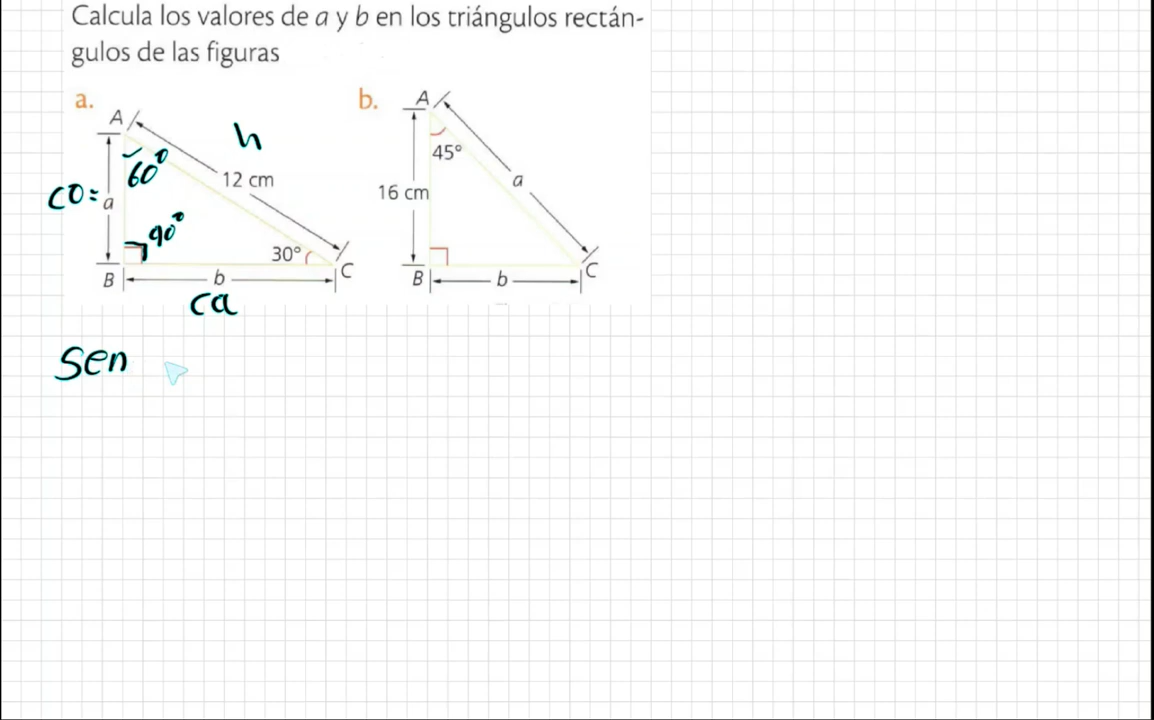 Calcula los valores de a y b en los triángulos rectán-
gulos de las figuras
a.
A
h
60°
12 cm
CO = a
90°
30°
B
b
C
ca
b.
A
45°
a
16 cm
B
b
C
Sen